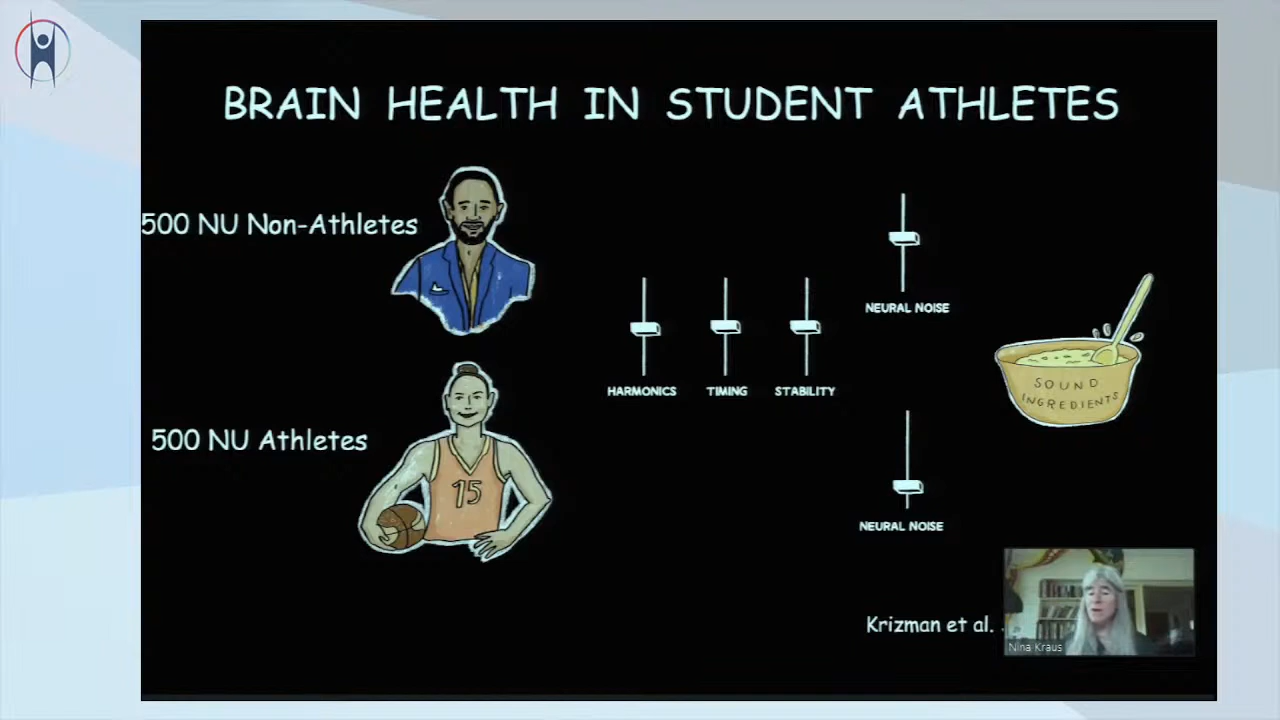 BRAIN HEALTH IN STUDENT ATHLETES
500 NU Non-Athletes
NEURAL NOISE
HARMONICS
TIMING
STABILITY
SOUND
INGREDIENTS
500 NU Athletes
15
NEURAL NOISE
Krizman et al.
Nina Kraus